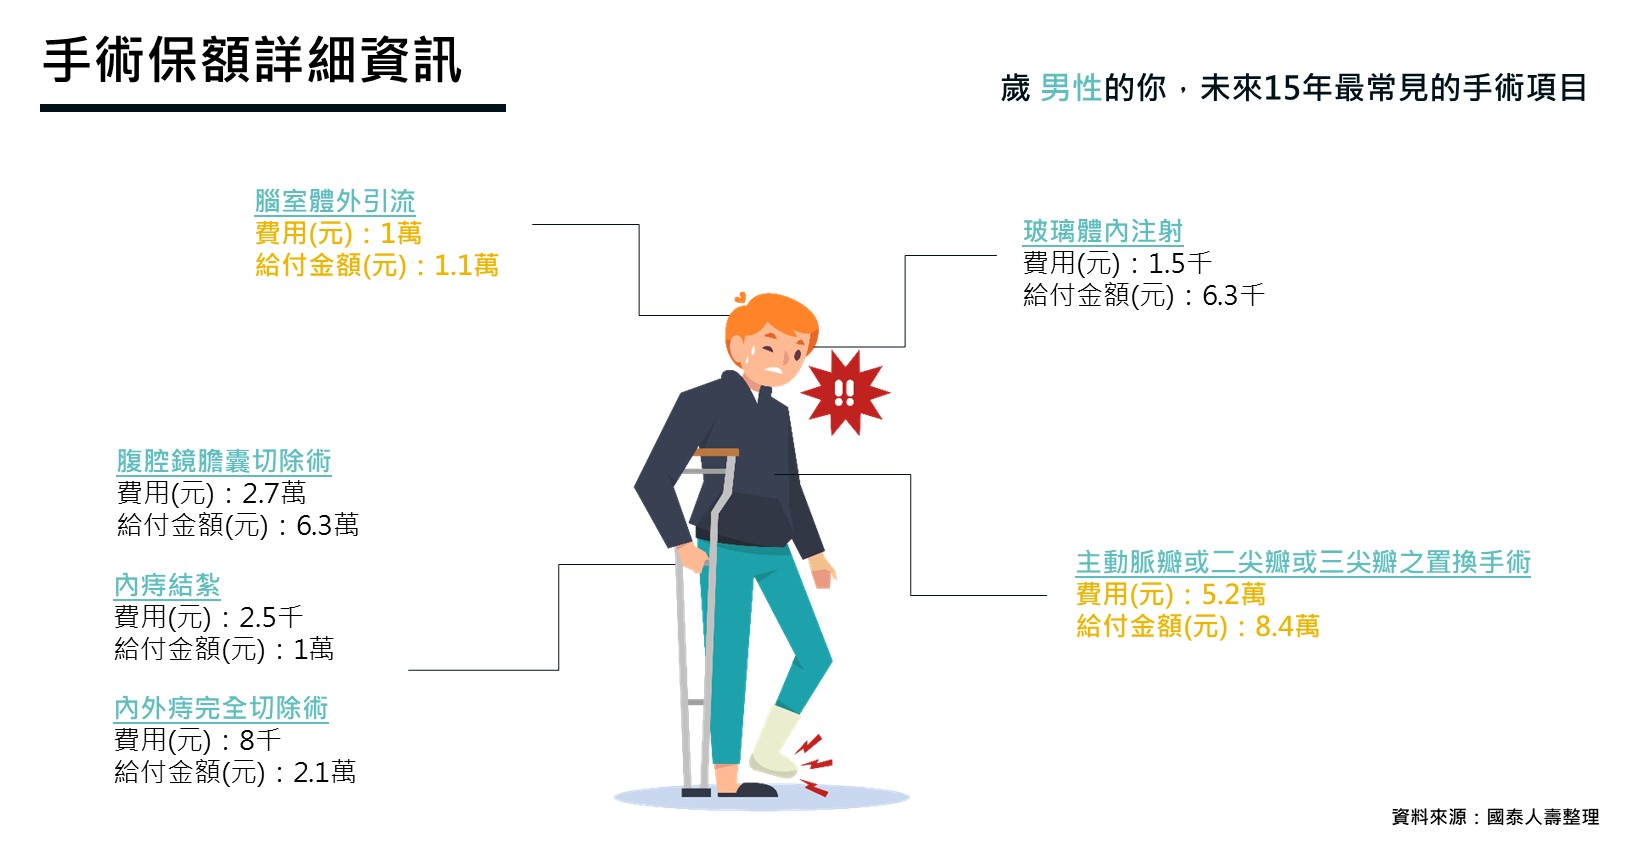 手術保額詳細資訊
歲 男性的你，未來15年最常見的手術項目
腦室體外引流
費用(元)：1萬
給付金額(元)：1.1萬
玻璃體內注射
費用(元)：1.5千
給付金額(元)：6.3千
腹腔鏡膽囊切除術
費用(元)：2.7萬
給付金額(元)：6.3萬
內痔結紮
費用(元)：2.5千
給付金額(元)：1萬
內外痔完全切除術
費用(元)：8千
給付金額(元)：2.1萬
主動脈瓣或二尖瓣或三尖瓣之置換手術
費用(元)：5.2萬
給付金額(元)：8.4萬
資料來源：國泰人壽整理